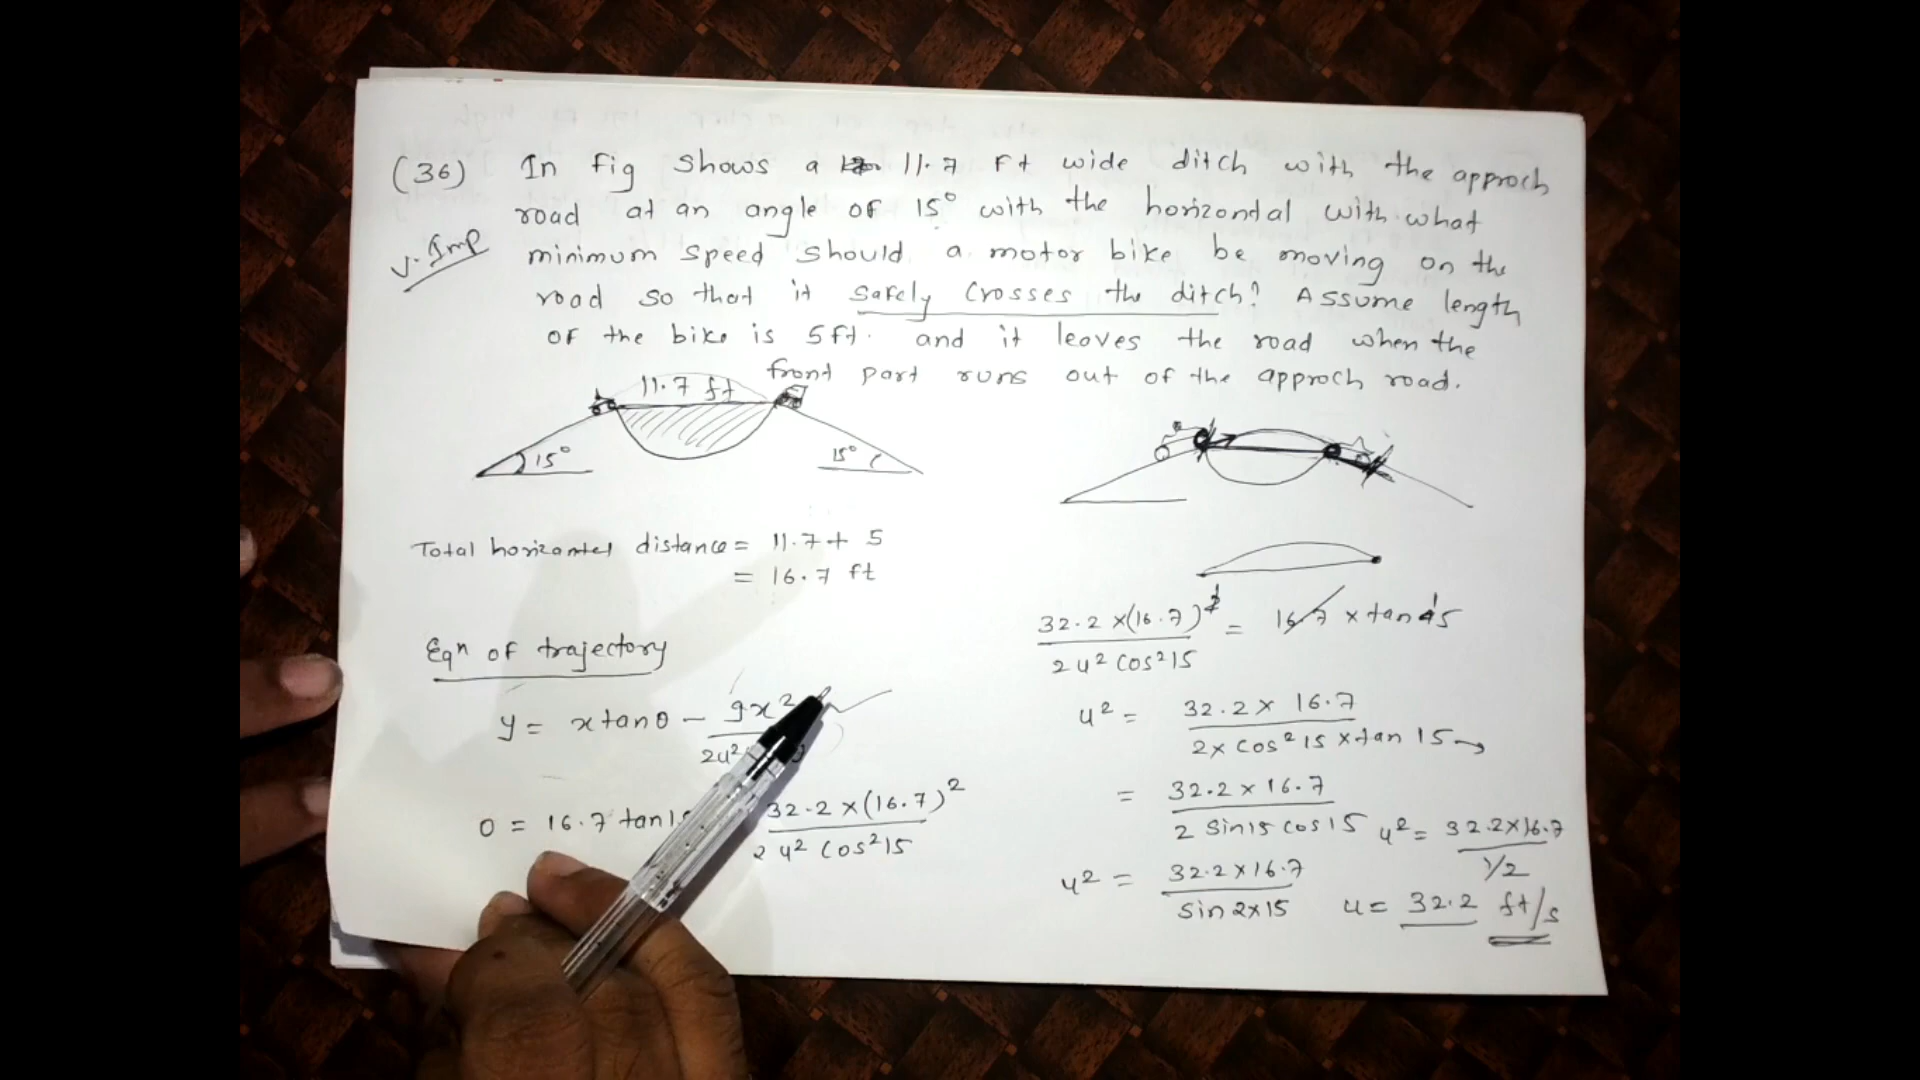 (36) In fig shows a 11.7 Ft wide ditch with the approch
road at an angle of 15° with the horizontal with what
V. Imp
minimum speed should a motor bike be moving on the
road so that it safely crosses the ditch? Assume length
of the bike is 5ft. and it leaves the road when the
front part runs out of the approch road.
11.7 ft
15°
15°
Total horizontal distance = 11.7 + 5
= 16.7 ft
Eqn of trajectory
y = x tan θ - gx²
2u²
0 = 16.7 tan 32.2 × (16.7)²
2 u² cos²15
32.2 × (16.7) = 16.7 × tan 15
2 u² cos²15
u² = 32.2 × 16.7
2 × cos²15 × tan 15
= 32.2 × 16.7
2 sin15 cos15
u² = 32.2 × 16.7
sin 2×15
u² = 32.2×16.7
1/2
u = 32.2 ft/s